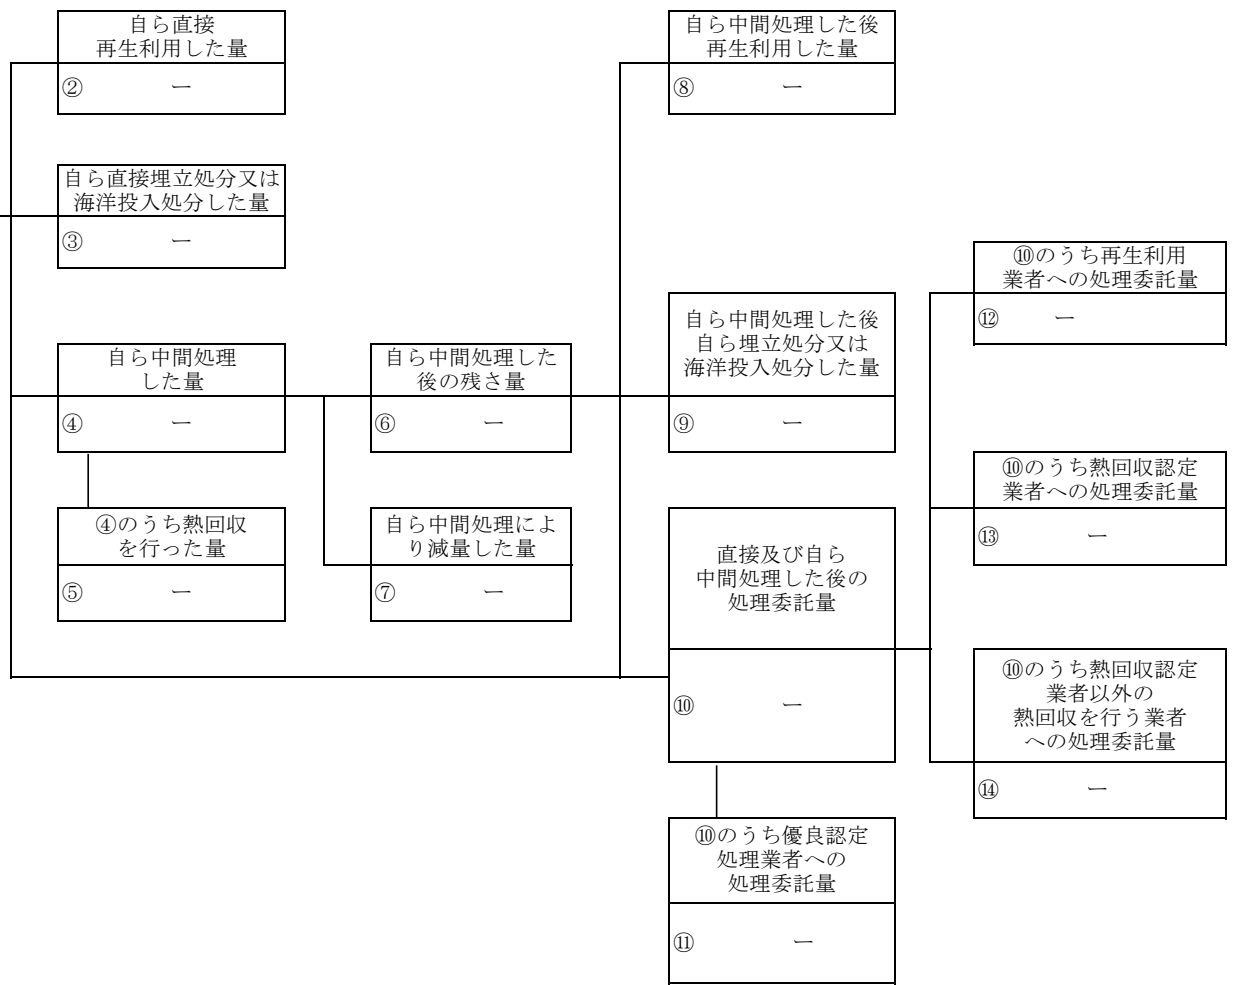 自ら直接
再生利用した量
② ー
自ら中間処理した後
再生利用した量
⑧ ー
自ら直接埋立処分又は
海洋投入処分した量
③ ー
⑩のうち再生利用
業者への処理委託量
⑫ ー
自ら中間処理した後
自ら埋立処分又は
海洋投入処分した量
⑨ ー
自ら中間処理
した量
④ ー
自ら中間処理した
後の残さ量
⑥ ー
⑩のうち熱回収認定
業者への処理委託量
⑬ ー
④のうち熱回収
を行った量
⑤ ー
自ら中間処理によ
り減量した量
⑦ ー
直接及び自ら
中間処理した後の
処理委託量
⑩ ー
⑩のうち熱回収認定
業者以外の
熱回収を行う業者
への処理委託量
⑭ ー
⑩のうち優良認定
処理業者への
処理委託量
⑪ ー